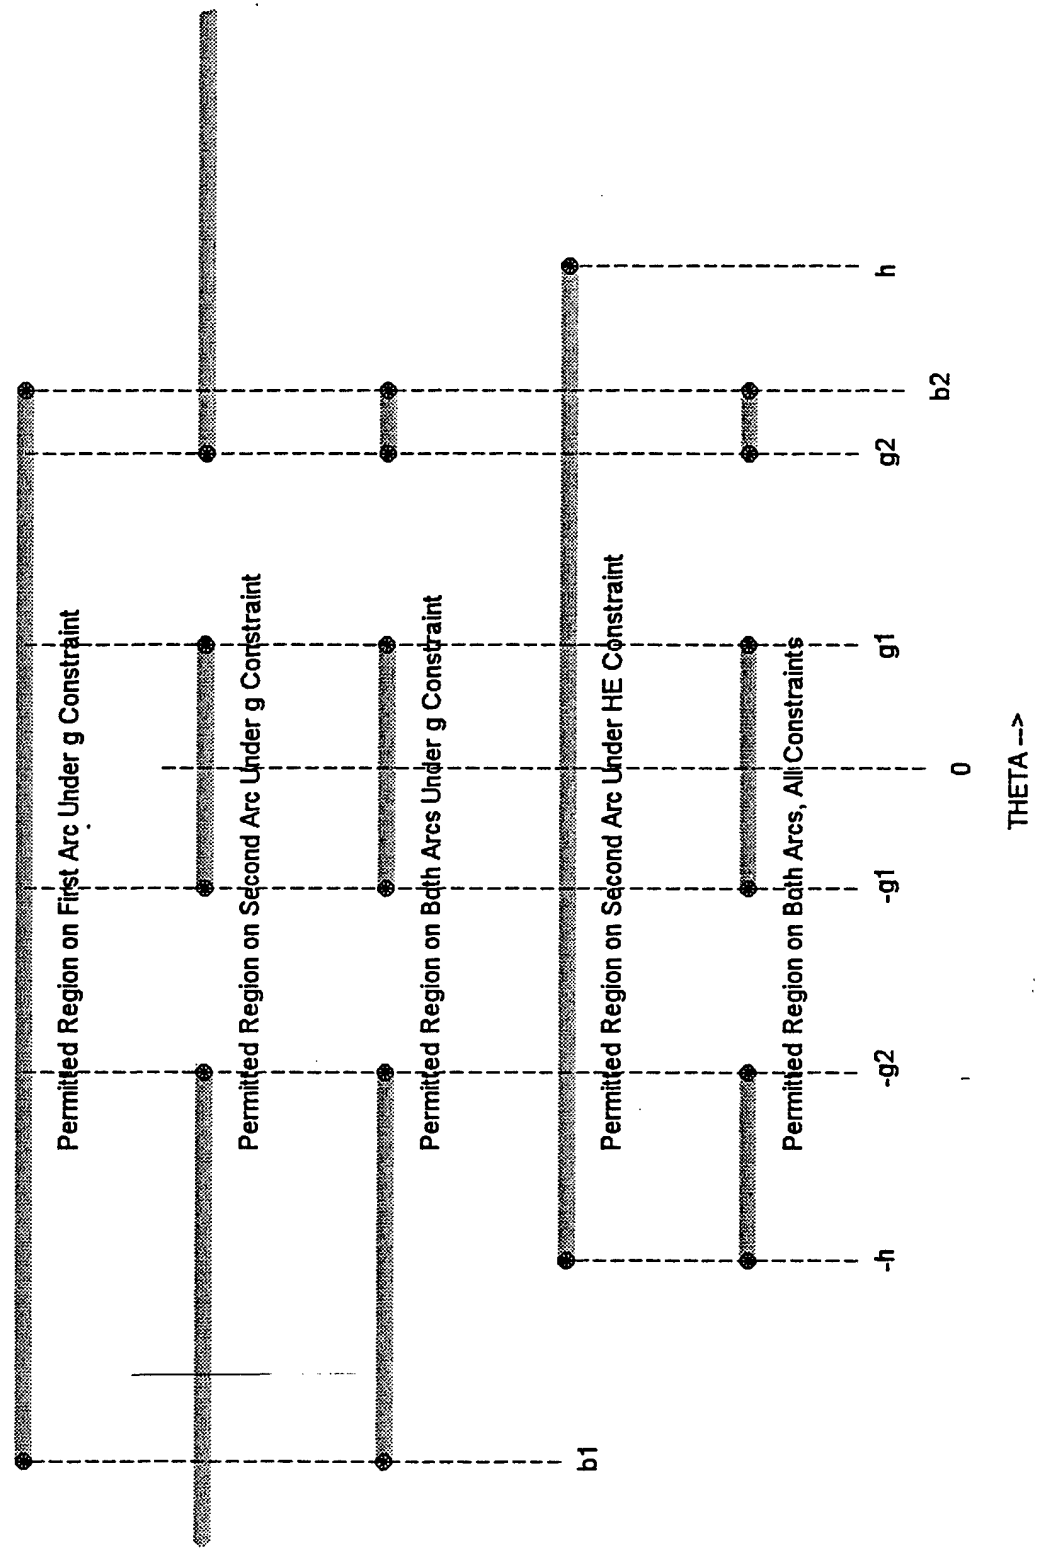 Permitted Region on First Arc Under g Constraint
Permitted Region on Second Arc Under g Constraint
Permitted Region on Both Arcs Under g Constraint
b1
Permitted Region on Second Arc Under HE Constraint
Permitted Region on Both Arcs, All Constraints
-h
-g2
-g1
g1
g2
h
b2
0
THETA -->